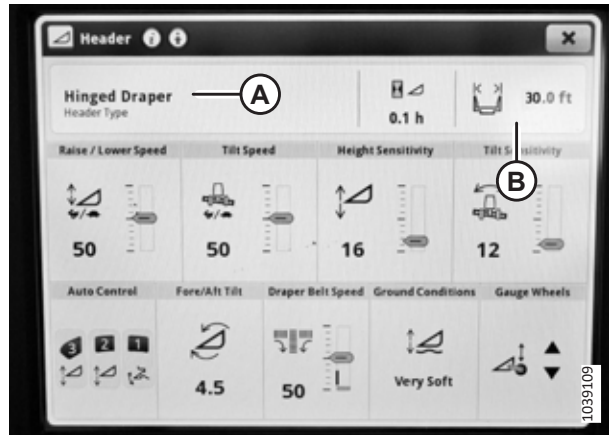 Header
Hinged Draper
Header Type
A
0.1 h
30.0 ft
B
Raise / Lower Speed
Tilt Speed
Height Sensitivity
Tilt Sensitivity
50
50
16
12
Auto Control
Fore/Aft Tilt
Draper Belt Speed
Ground Conditions
Gauge Wheels
3 2 1
4.5
50
Very Soft
1039109